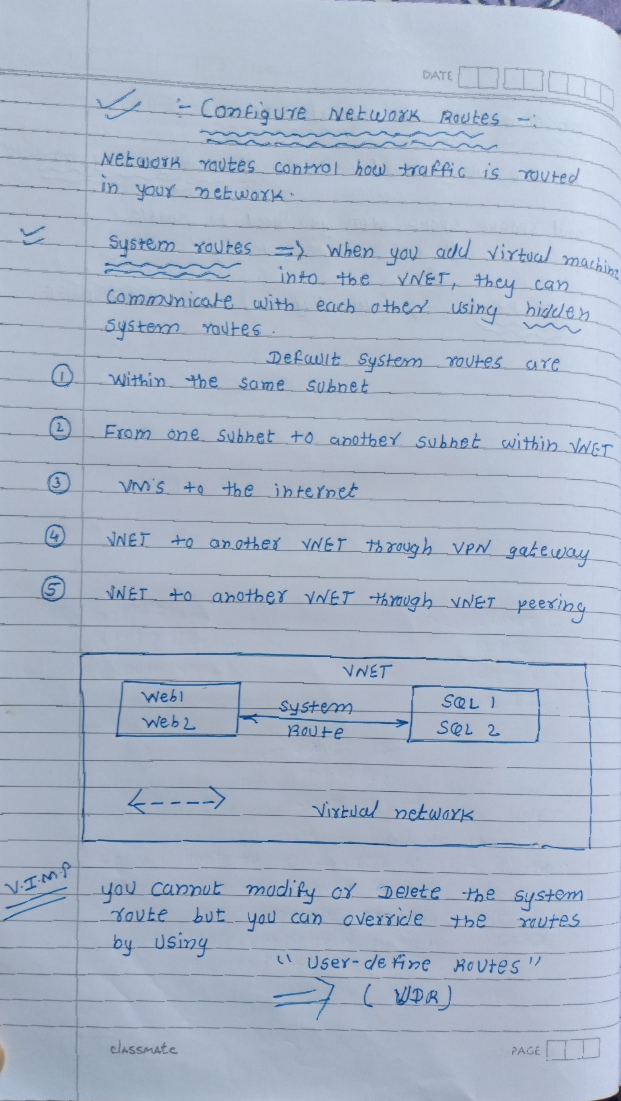 DATE
:- Configure Network Routes -:
Network routes control how traffic is routed
in your network.
System routes => When you add virtual machine
into the VNET, they can
communicate with each other using hidden
system routes.
Default system routes are
① Within the same subnet
② From one subnet to another subnet within VNET
③ VM's to the internet
④ VNET to another VNET through VPN gateway
⑤ VNET to another VNET through VNET peering
VNET
Web1
Web2
System
Route
SQL 1
SQL 2
Virtual network
V.I.M.P
you cannot modify or Delete the system
route but you can override the routes
by using
"User-define Routes"
=> (UDR)
classmate
PAGE